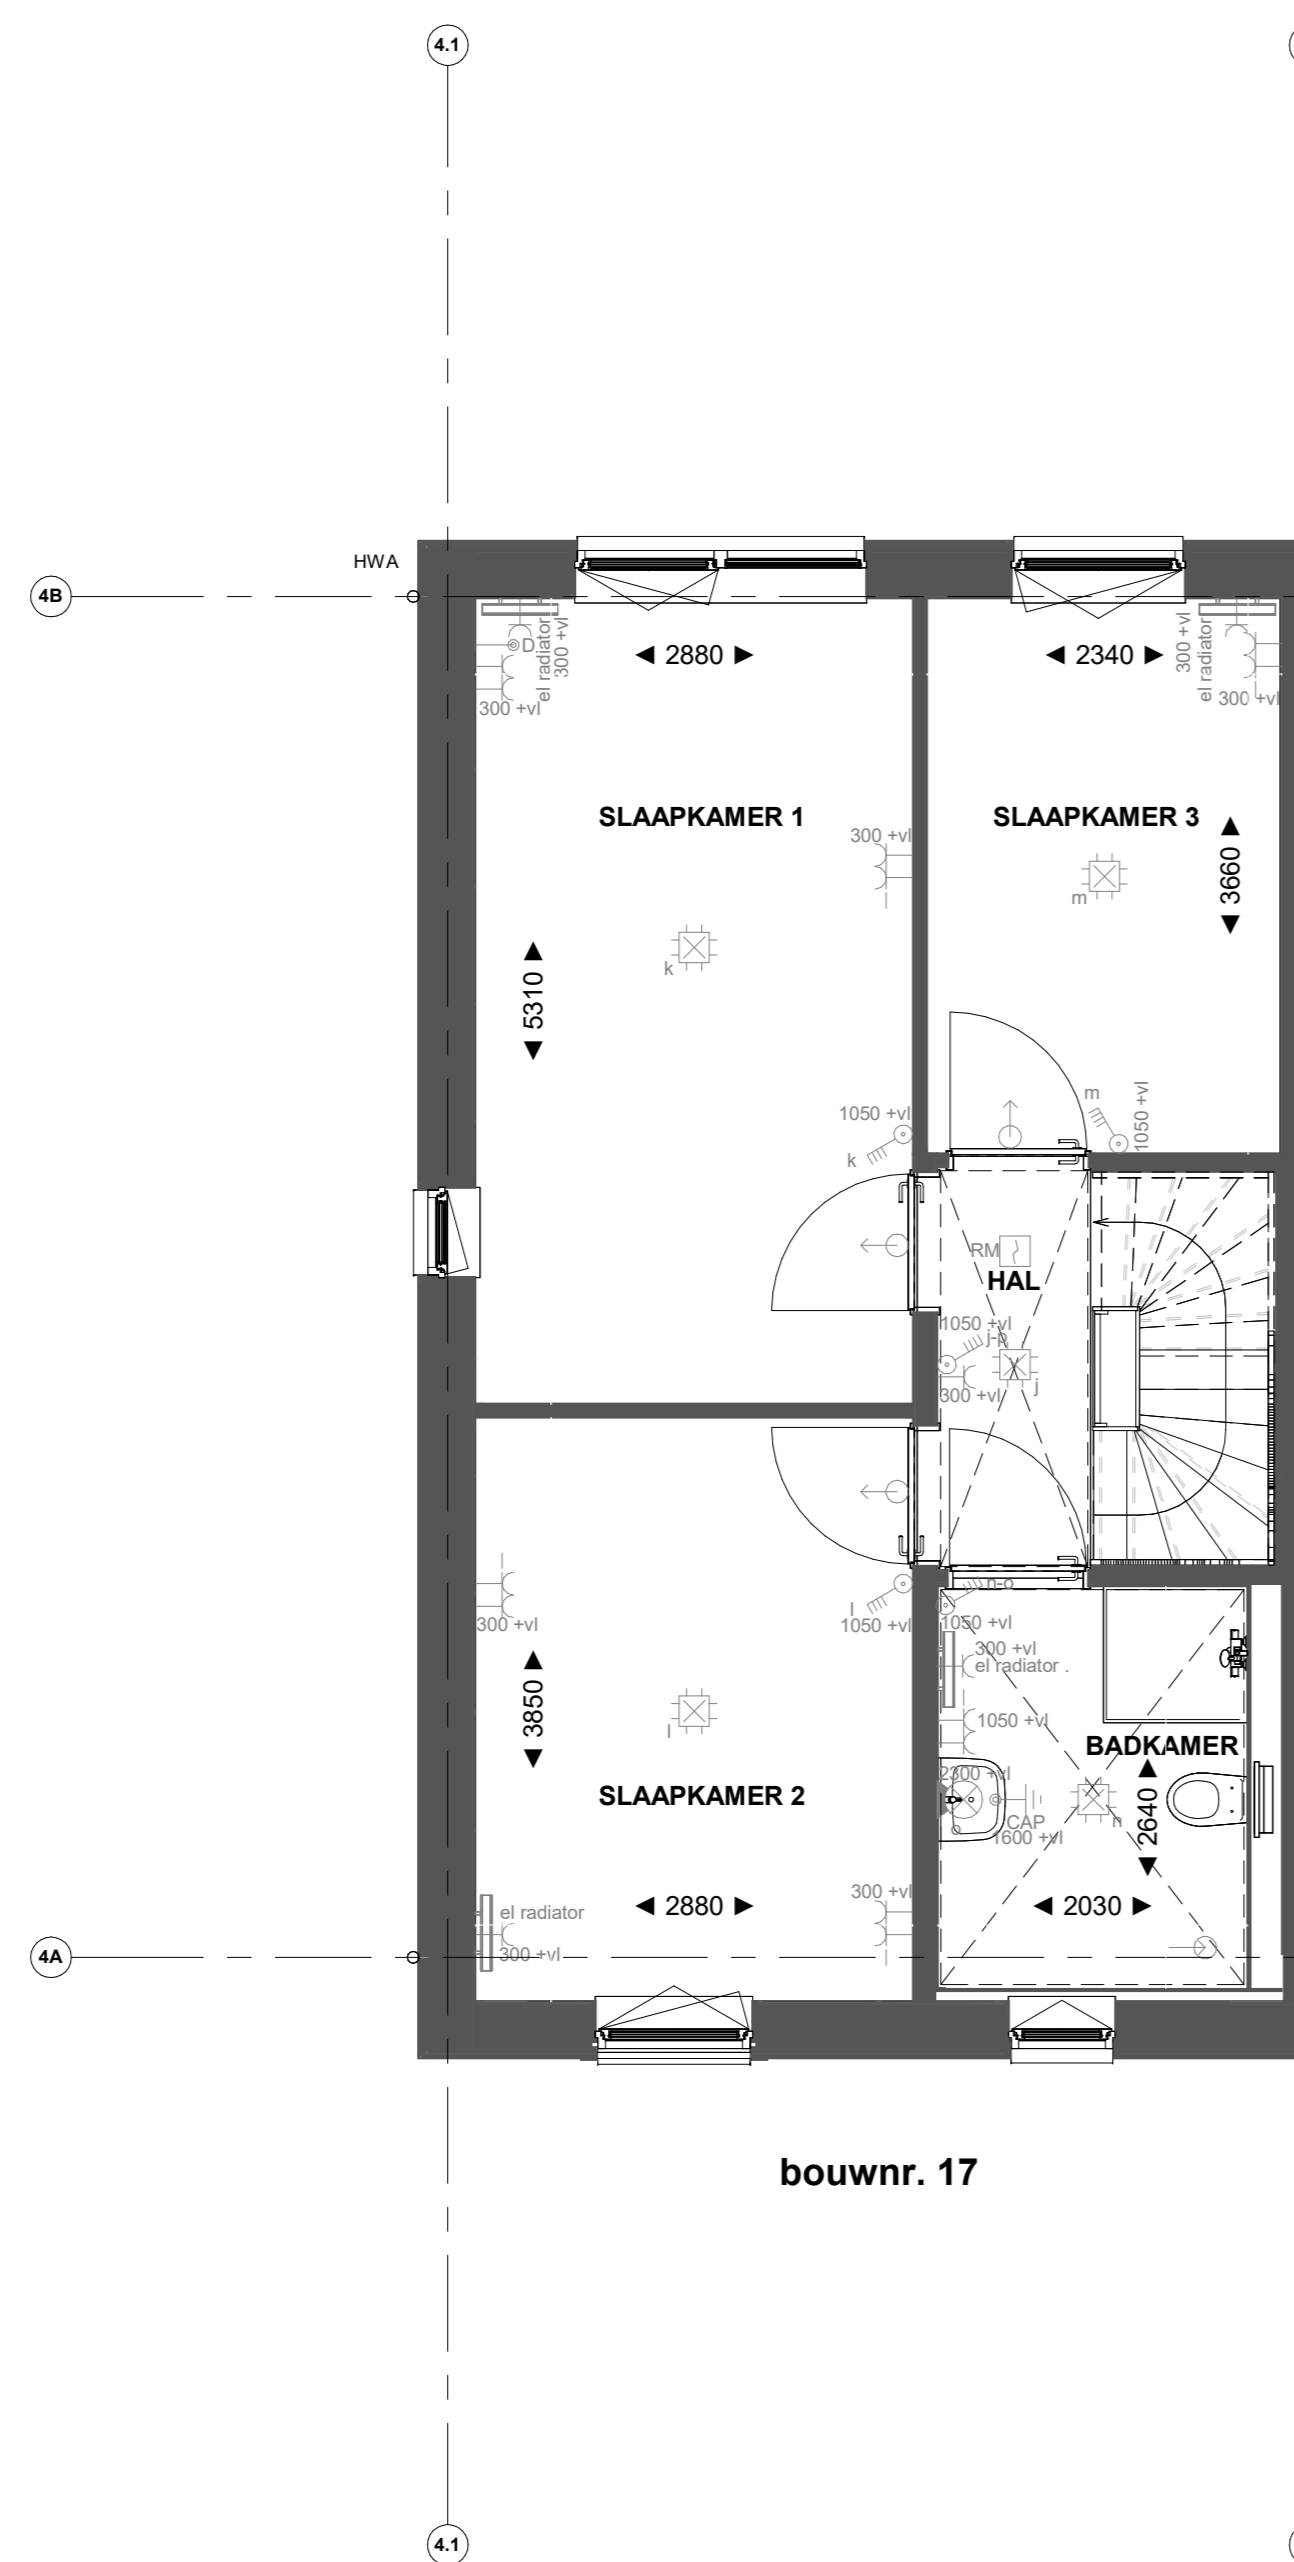 4.1
HWA
4B
D
el radiator
300 +vl
300 +vl
2880
2340
300 +vl
el radiator
300 +vl
SLAAPKAMER 1
SLAAPKAMER 3
300 +vl
3660
m
k
5310
1050 +vl
k
m
1050 +vl
RM
HAL
1050 +vl
j-p
j
300 +vl
300 +vl
l
1050 +vl
n-o
1050 +vl
300 +vl
el radiator .
3850
l
1050 +vl
BADKAMER
2300 +vl
SLAAPKAMER 2
CAP
1600 +vl
n
2640
300 +vl
el radiator
2880
2030
300 +vl
4A
bouwnr. 17
4.1